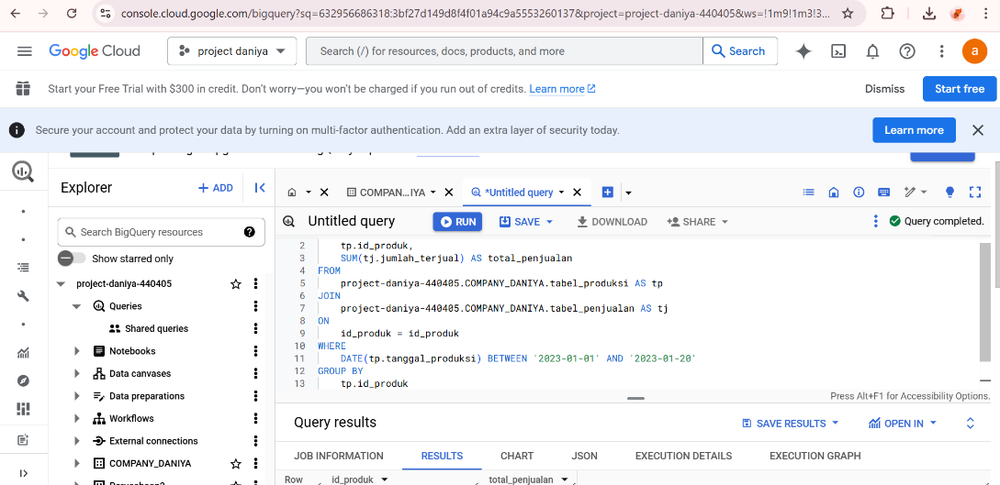 console.cloud.google.com/bigquery?sq=632956686318:3bf27d149d8f4f01a94c9a5553260137&project=project-daniya-440405&ws=!1m9!1m3!3...
Google Cloud
project daniya
Search (/) for resources, docs, products, and more
Search
a
Start your Free Trial with $300 in credit. Don't worry—you won't be charged if you run out of credits. Learn more
Dismiss
Start free
Secure your account and protect your data by turning on multi-factor authentication. Add an extra layer of security today.
Learn more
Explorer
+ ADD
COMPAN...IYA
*Untitled query
Search BigQuery resources
Show starred only
project-daniya-440405
Queries
Shared queries
Notebooks
Data canvases
Data preparations
Workflows
External connections
COMPANY_DANIYA
Untitled query
RUN
SAVE
DOWNLOAD
SHARE
Query completed.
2 tp.id_produk,
3 SUM(tj.jumlah_terjual) AS total_penjualan
4 FROM
5 project-daniya-440405.COMPANY_DANIYA.tabel_produksi AS tp
6 JOIN
7 project-daniya-440405.COMPANY_DANIYA.tabel_penjualan AS tj
8 ON
9 id_produk = id_produk
10 WHERE
11 DATE(tp.tanggal_produksi) BETWEEN '2023-01-01' AND '2023-01-20'
12 GROUP BY
13 tp.id_produk
Press Alt+F1 for Accessibility Options.
Query results
SAVE RESULTS
OPEN IN
JOB INFORMATION
RESULTS
CHART
JSON
EXECUTION DETAILS
EXECUTION GRAPH
Row
id_produk
total_penjualan